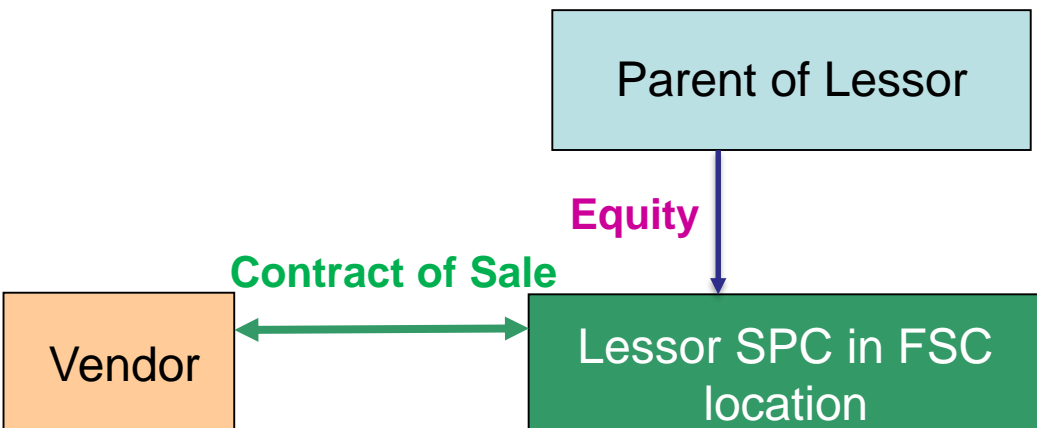 Parent of Lessor
Equity
Contract of Sale
Vendor
Lessor SPC in FSC
location